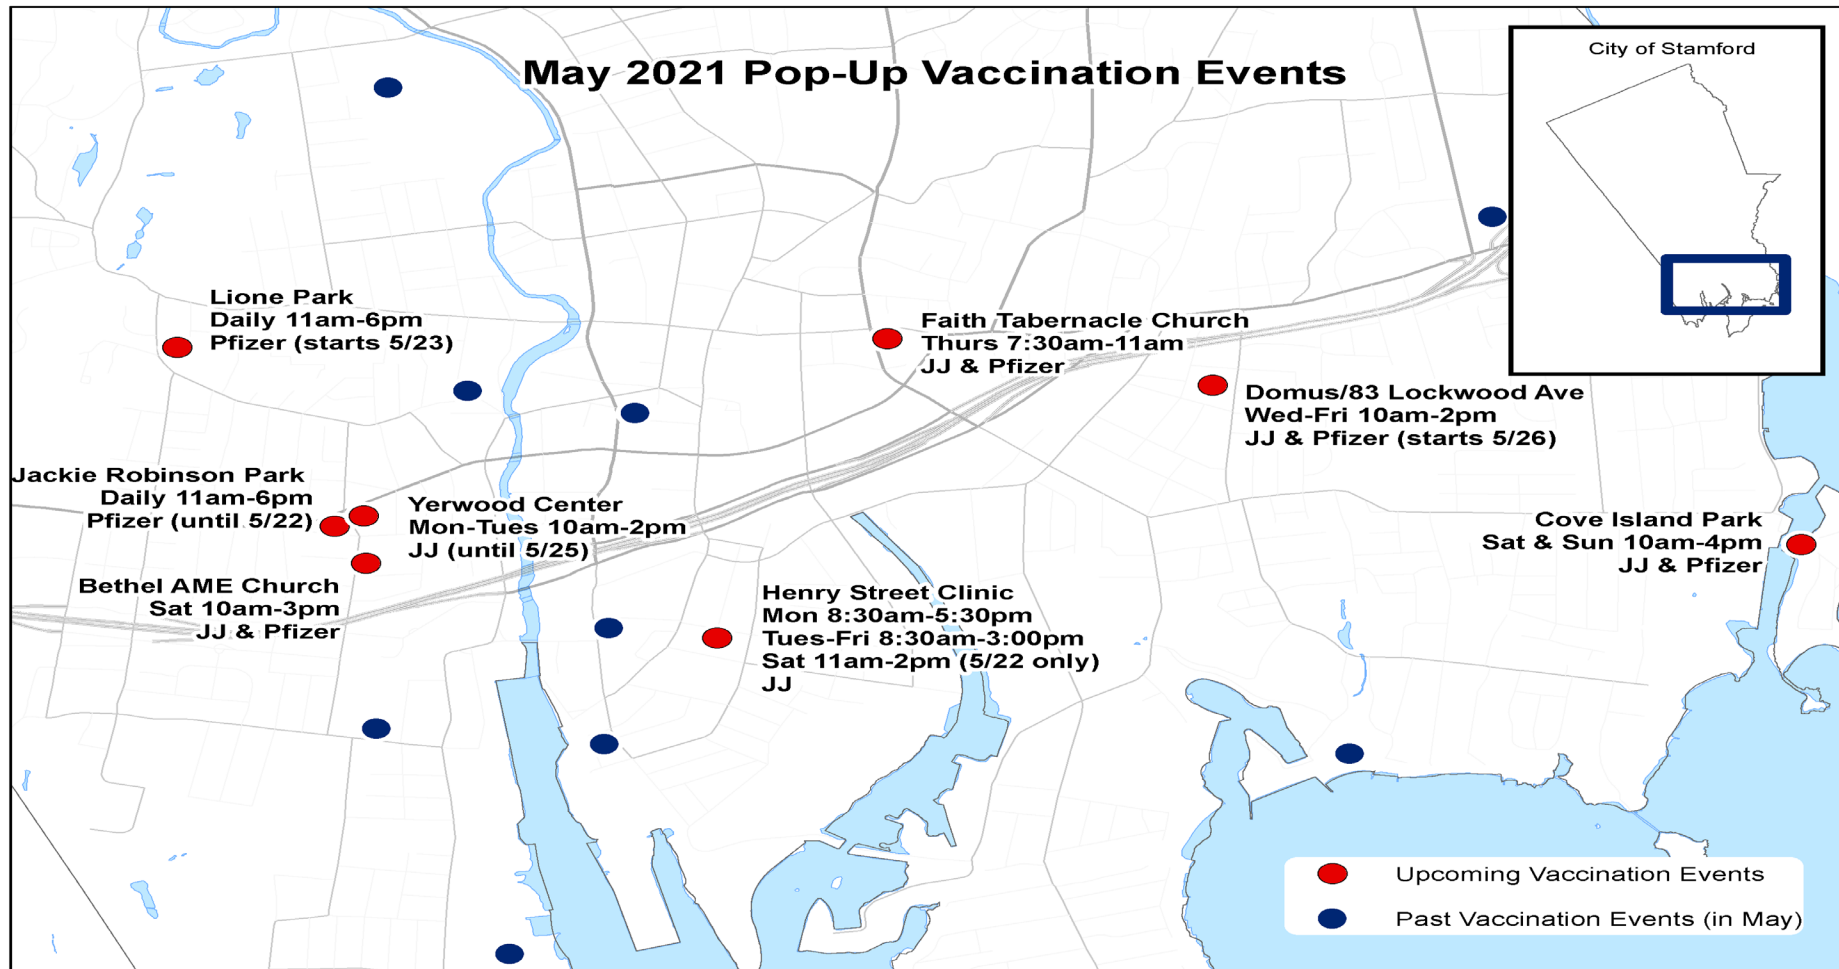 May 2021 Pop-Up Vaccination Events
City of Stamford
Lione Park
Daily 11am-6pm
Pfizer (starts 5/23)
Faith Tabernacle Church
Thurs 7:30am-11am
JJ & Pfizer
Domus/83 Lockwood Ave
Wed-Fri 10am-2pm
JJ & Pfizer (starts 5/26)
Jackie Robinson Park
Daily 11am-6pm
Pfizer (until 5/22)
Yerwood Center
Mon-Tues 10am-2pm
JJ (until 5/25)
Cove Island Park
Sat & Sun 10am-4pm
JJ & Pfizer
Bethel AME Church
Sat 10am-3pm
JJ & Pfizer
Henry Street Clinic
Mon 8:30am-5:30pm
Tues-Fri 8:30am-3:00pm
Sat 11am-2pm (5/22 only)
JJ
Upcoming Vaccination Events
Past Vaccination Events (in May)